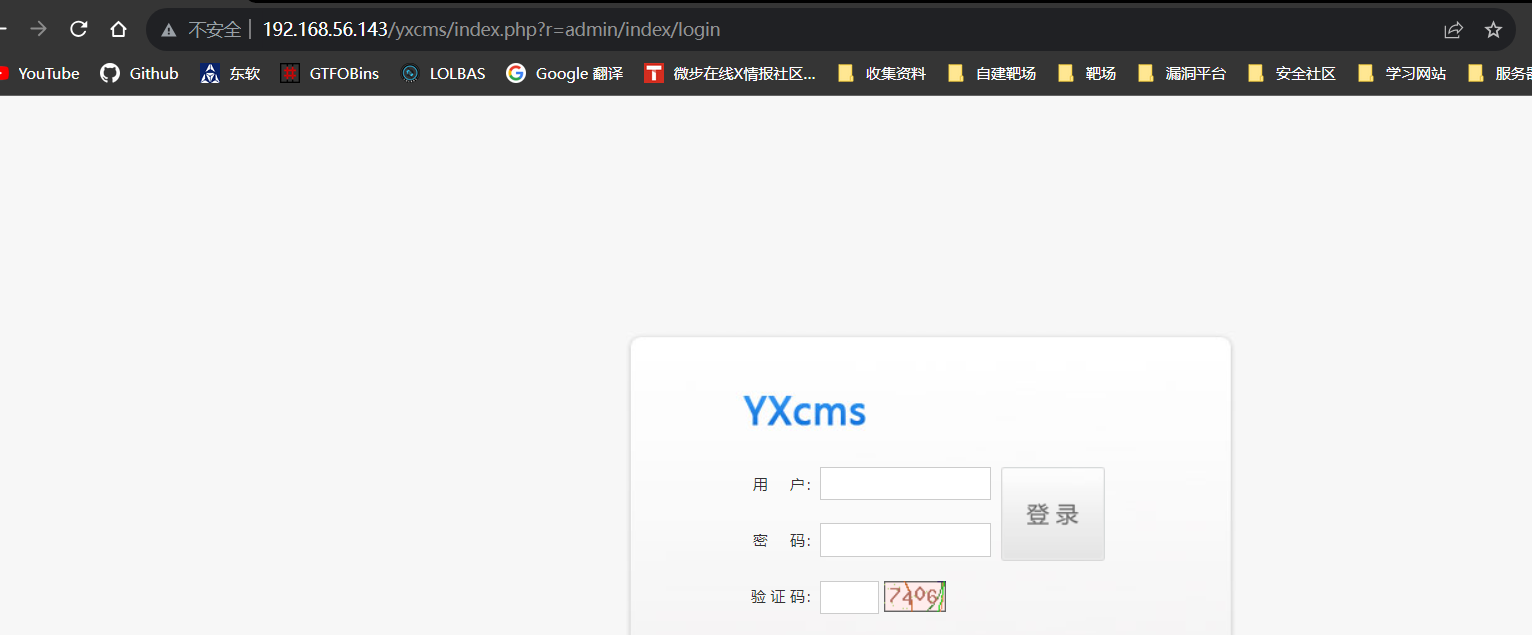 不安全 | 192.168.56.143/yxcms/index.php?r=admin/index/login
YouTube Github 东软 GTFOBins LOLBAS Google 翻译 微步在线X情报社区... 收集资料 自建靶场 靶场 漏洞平台 安全社区 学习网站 服务器
YXcms
用 户:
登 录
密 码:
验 证 码: 7406